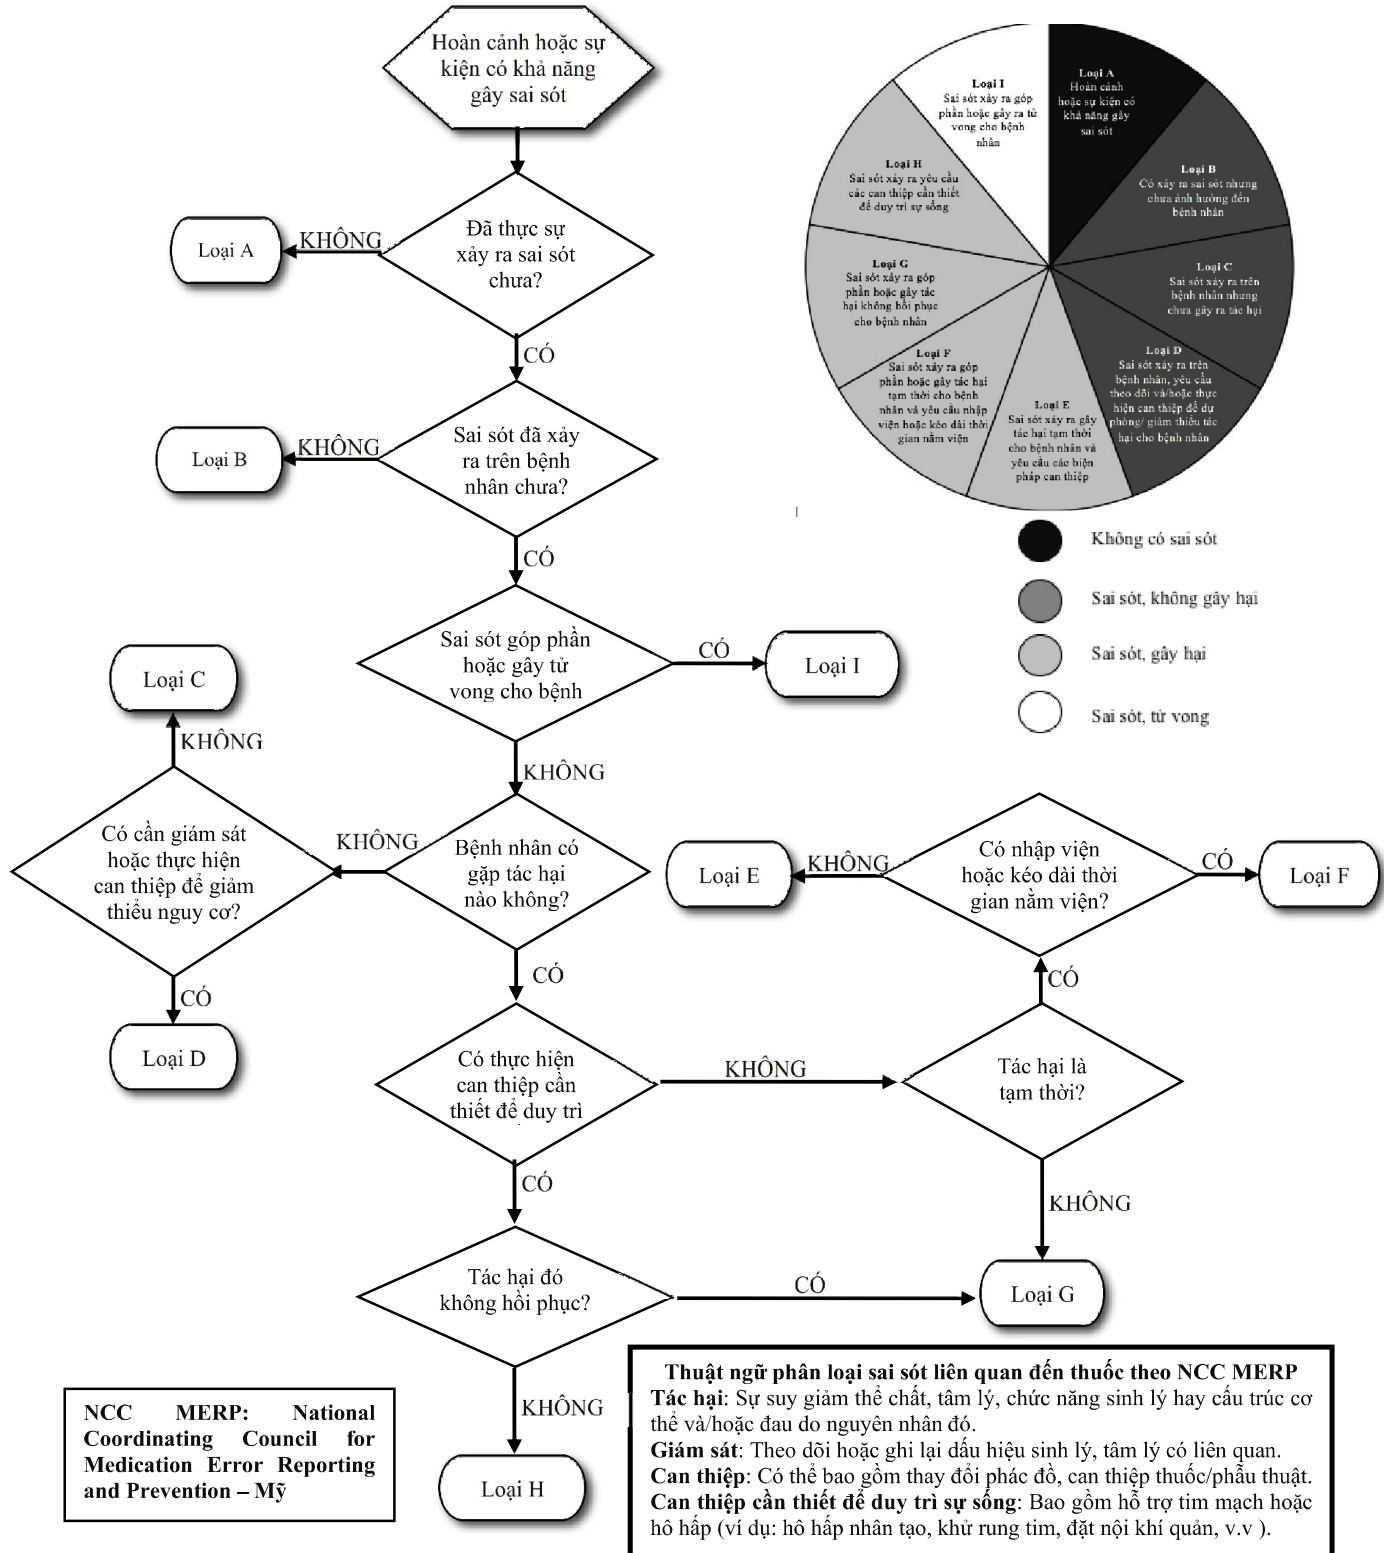 Hoàn cảnh hoặc sự
kiện có khả năng
gây sai sót
Đã thực sự
xảy ra sai sót
chưa?
KHÔNG
Loại A
CÓ
Sai sót đã xảy
ra trên bệnh
nhân chưa?
KHÔNG
Loại B
CÓ
Sai sót góp phần
hoặc gây tử
vong cho bệnh
CÓ
Loại I
KHÔNG
Bệnh nhân có
gặp tác hại
nào không?
KHÔNG
Có cần giám sát
hoặc thực hiện
can thiệp để giảm
thiểu nguy cơ?
KHÔNG
Loại C
CÓ
Loại D
CÓ
Có thực hiện
can thiệp cần
thiết để duy trì
KHÔNG
Tác hại là
tạm thời?
CÓ
Có nhập viện
hoặc kéo dài thời
gian nằm viện?
KHÔNG
Loại E
CÓ
Loại F
KHÔNG
Loại G
CÓ
Tác hại đó
không hồi phục?
CÓ
KHÔNG
Loại H
Loại A
Hoàn cảnh
hoặc sự kiện có
khả năng gây
sai sót
Loại B
Có xảy ra sai sót nhưng
chưa ảnh hưởng đến
bệnh nhân
Loại C
Sai sót xảy ra trên
bệnh nhân nhưng
chưa gây ra tác hại
Loại D
Sai sót xảy ra trên
bệnh nhân, yêu cầu
theo dõi và/hoặc thực
hiện can thiệp để dự
phòng/ giảm thiểu tác
hại cho bệnh nhân
Loại E
Sai sót xảy ra gây
tác hại tạm thời
cho bệnh nhân và
yêu cầu các biện
pháp can thiệp
Loại F
Sai sót xảy ra góp
phần hoặc gây tác hại
tạm thời cho bệnh
nhân và yêu cầu nhập
viện hoặc kéo dài thời
gian nằm viện
Loại G
Sai sót xảy ra góp
phần hoặc gây tác
hại không hồi phục
cho bệnh nhân
Loại H
Sai sót xảy ra yêu cầu
các can thiệp cần thiết
để duy trì sự sống
Loại I
Sai sót xảy ra góp
phần hoặc gây ra tử
vong cho bệnh
nhân
Không có sai sót
Sai sót, không gây hại
Sai sót, gây hại
Sai sót, tử vong
NCC MERP: National
Coordinating Council for
Medication Error Reporting
and Prevention – Mỹ
Thuật ngữ phân loại sai sót liên quan đến thuốc theo NCC MERP
Tác hại: Sự suy giảm thể chất, tâm lý, chức năng sinh lý hay cấu trúc cơ
thể và/hoặc đau do nguyên nhân đó.
Giám sát: Theo dõi hoặc ghi lại dấu hiệu sinh lý, tâm lý có liên quan.
Can thiệp: Có thể bao gồm thay đổi phác đồ, can thiệp thuốc/phẫu thuật.
Can thiệp cần thiết để duy trì sự sống: Bao gồm hỗ trợ tim mạch hoặc
hô hấp (ví dụ: hô hấp nhân tạo, khử rung tim, đặt nội khí quản, v.v ).